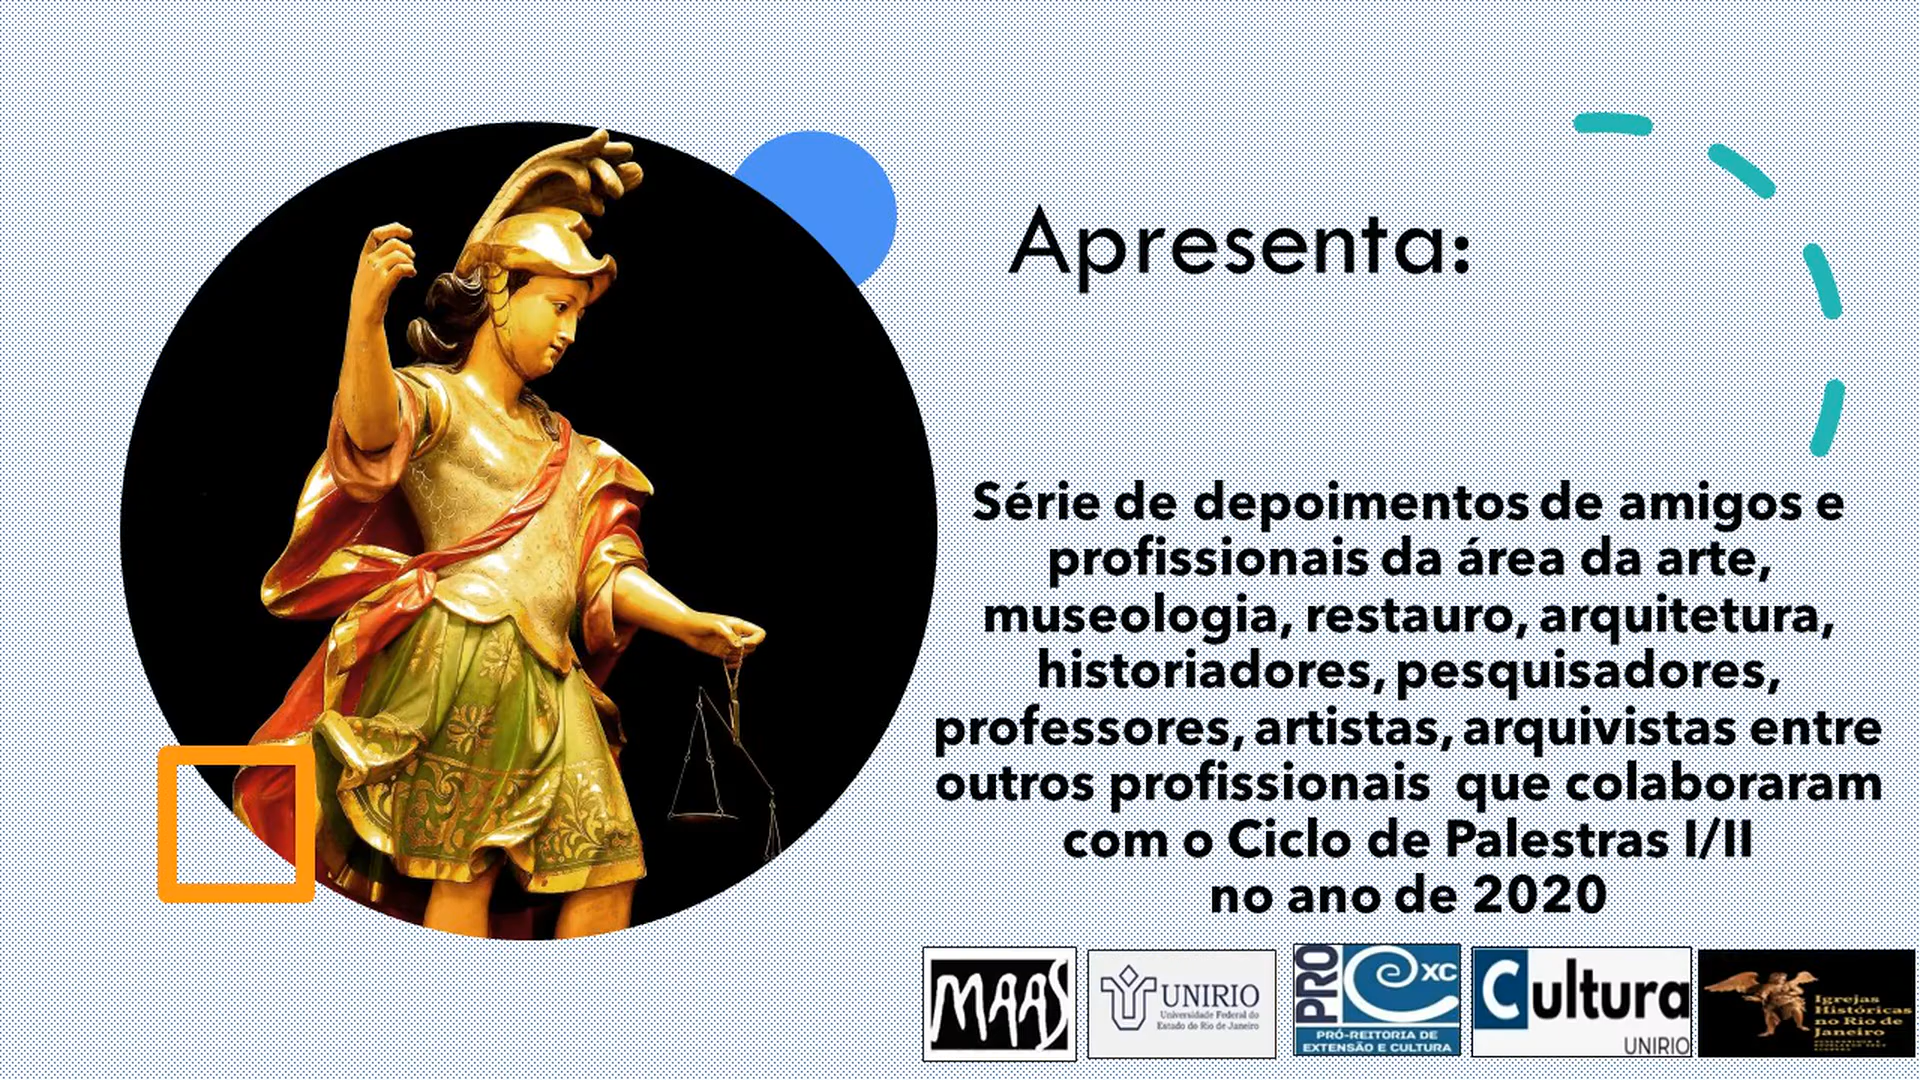 Apresenta:
Série de depoimentos de amigos e
profissionais da área da arte,
museologia, restauro, arquitetura,
historiadores, pesquisadores,
professores, artistas, arquivistas entre
outros profissionais que colaboraram
com o Ciclo de Palestras I/II
no ano de 2020
MAAS
UNIRIO
Universidade Federal do
Estado do Rio de Janeiro
PRO
EXC
PRÓ-REITORIA DE
EXTENSÃO E CULTURA
Cultura
UNIRIO
Igrejas
Históricas
no Rio de
Janeiro